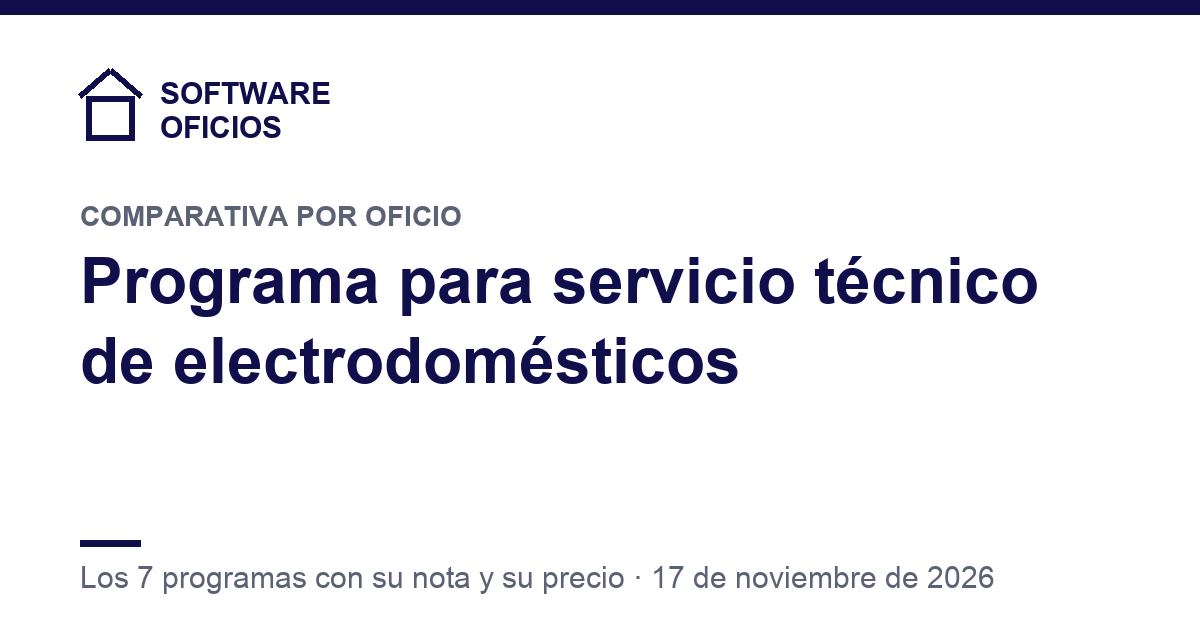 SOFTWARE
OFICIOS
COMPARATIVA POR OFICIO
Programa para servicio técnico
de electrodomésticos
Los 7 programas con su nota y su precio · 17 de noviembre de 2026